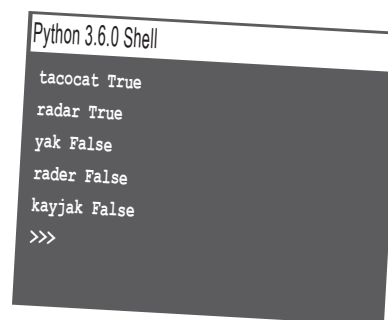 Python 3.6.0 Shell
tacocat True
radar True
yak False
rader False
kayjak False
>>>